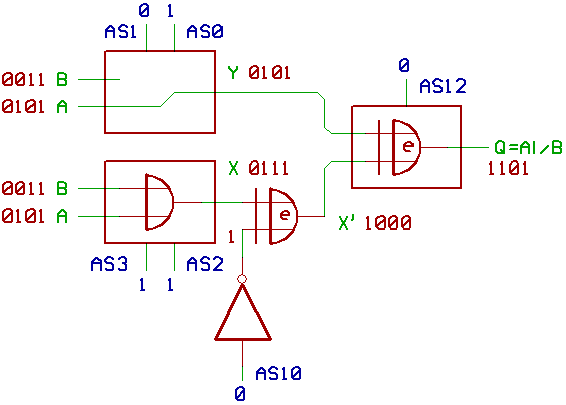 0 1
AS1 AS0
0011 B
0101 A
Y 0101
0
AS12
e
Q=A|/B
1101
0011 B
0101 A
X 0111
e
1
X' 1000
AS3 AS2
1 1
AS10
0